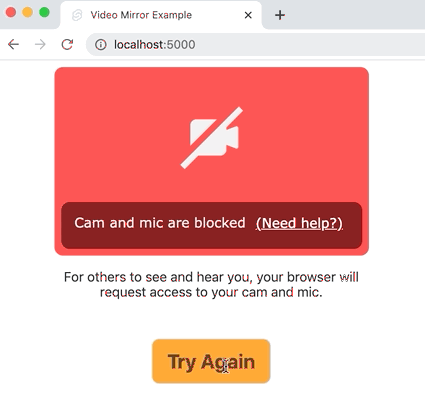 Video Mirror Example
localhost:5000
Cam and mic are blocked (Need help?)
For others to see and hear you, your browser will
request access to your cam and mic.
Try Again